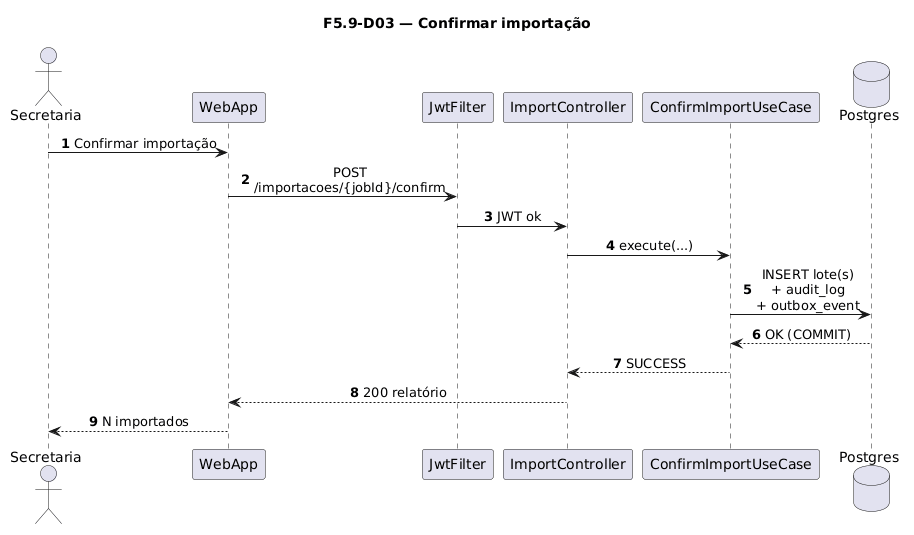 F5.9-D03 — Confirmar importação
Secretaria
WebApp
JwtFilter
ImportController
ConfirmImportUseCase
Postgres
1 Confirmar importação
2 POST
/importacoes/{jobId}/confirm
3 JWT ok
4 execute(...)
INSERT lote(s)
5 + audit_log
+ outbox_event
6 OK (COMMIT)
7 SUCCESS
8 200 relatório
9 N importados
Secretaria
WebApp
JwtFilter
ImportController
ConfirmImportUseCase
Postgres